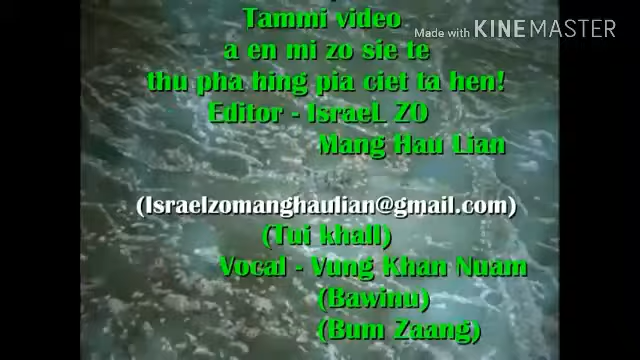 Tammi video
Made with KINEMASTER
a en mi zo sie te
thu pha hing pia ciet ta hen!
Editor - IsraeL ZO
Mang Hau Lian
(Israelzomanghaulian@gmail.com)
(Tui khall)
Vocal - Vung Khan Nuam
(Bawinu)
(Bum Zaang)